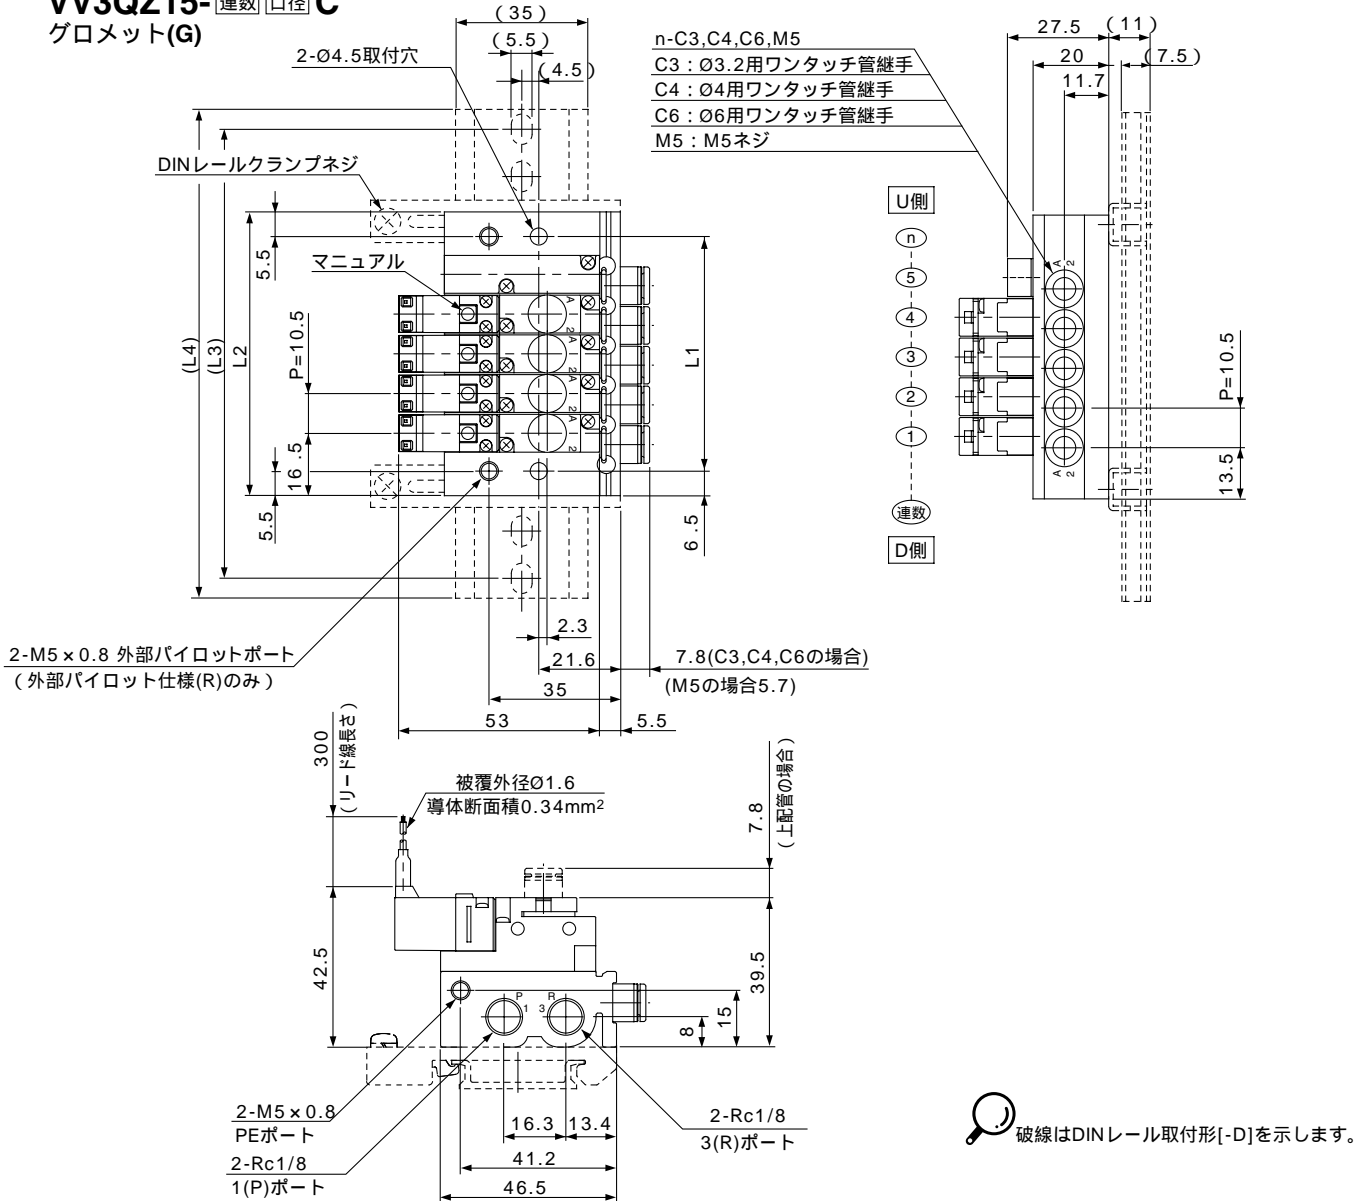 VV3QZ15-連数 口径 C
グロメット(G)
2-Ø4.5取付穴
(35)
(5.5)
(4.5)
n-C3,C4,C6,M5
C3：Ø3.2用ワンタッチ管継手
C4：Ø4用ワンタッチ管継手
C6：Ø6用ワンタッチ管継手
M5：M5ネジ
27.5
(11)
20
(7.5)
11.7
DINレールクランプネジ
マニュアル
(L4)
(L3)
L2
5.5
P=10.5
16.5
5.5
L1
6.5
A
2
A
2
A
2
A
2
U側
n
5
4
3
2
1
連数
D側
A
2
A
2
P=10.5
13.5
2-M5×0.8 外部パイロットポート
(外部パイロット仕様(R)のみ)
2.3
21.6
7.8(C3,C4,C6の場合)
(M5の場合5.7)
35
53
5.5
300
(リード線長さ)
被覆外径Ø1.6
導体断面積0.34mm²
7.8
(上配管の場合)
42.5
39.5
15
8
P
1
R
3
2-M5×0.8
PEポート
2-Rc1/8
1(P)ポート
16.3
13.4
41.2
46.5
2-Rc1/8
3(R)ポート
破線はDINレール取付形[-D]を示します。